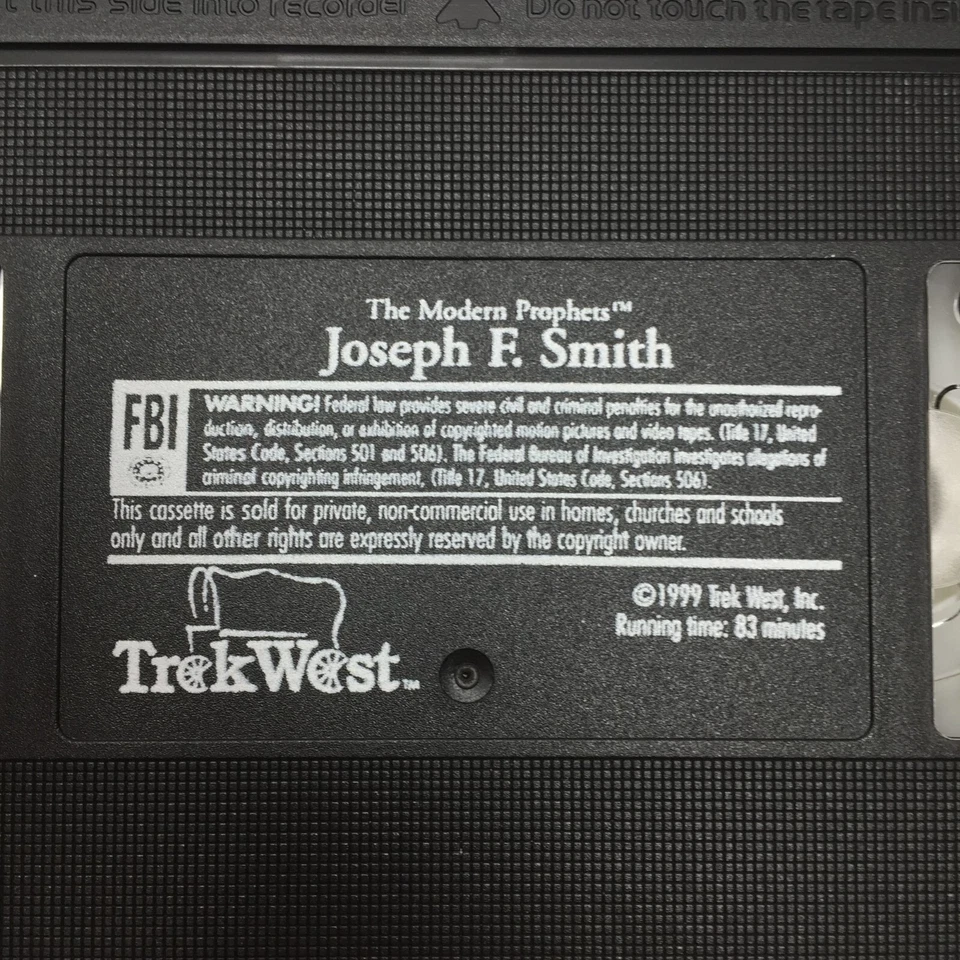 t this side into recorder Do not touch the tape insi
The Modern Prophets™
Joseph F. Smith
FBI
WARNING! Federal law provides severe civil and criminal penalties for the unauthorized repro-
duction, distribution, or exhibition of copyrighted motion pictures and video tapes. (Title 17, United
States Code, Sections 501 and 506). The Federal Bureau of Investigation investigates allegations of
criminal copyrighting infringement, (Title 17, United States Code, Sections 506).
This cassette is sold for private, non-commercial use in homes, churches and schools
only and all other rights are expressly reserved by the copyright owner.
©1999 Trek West, Inc.
Running time: 83 minutes
TrekWest™